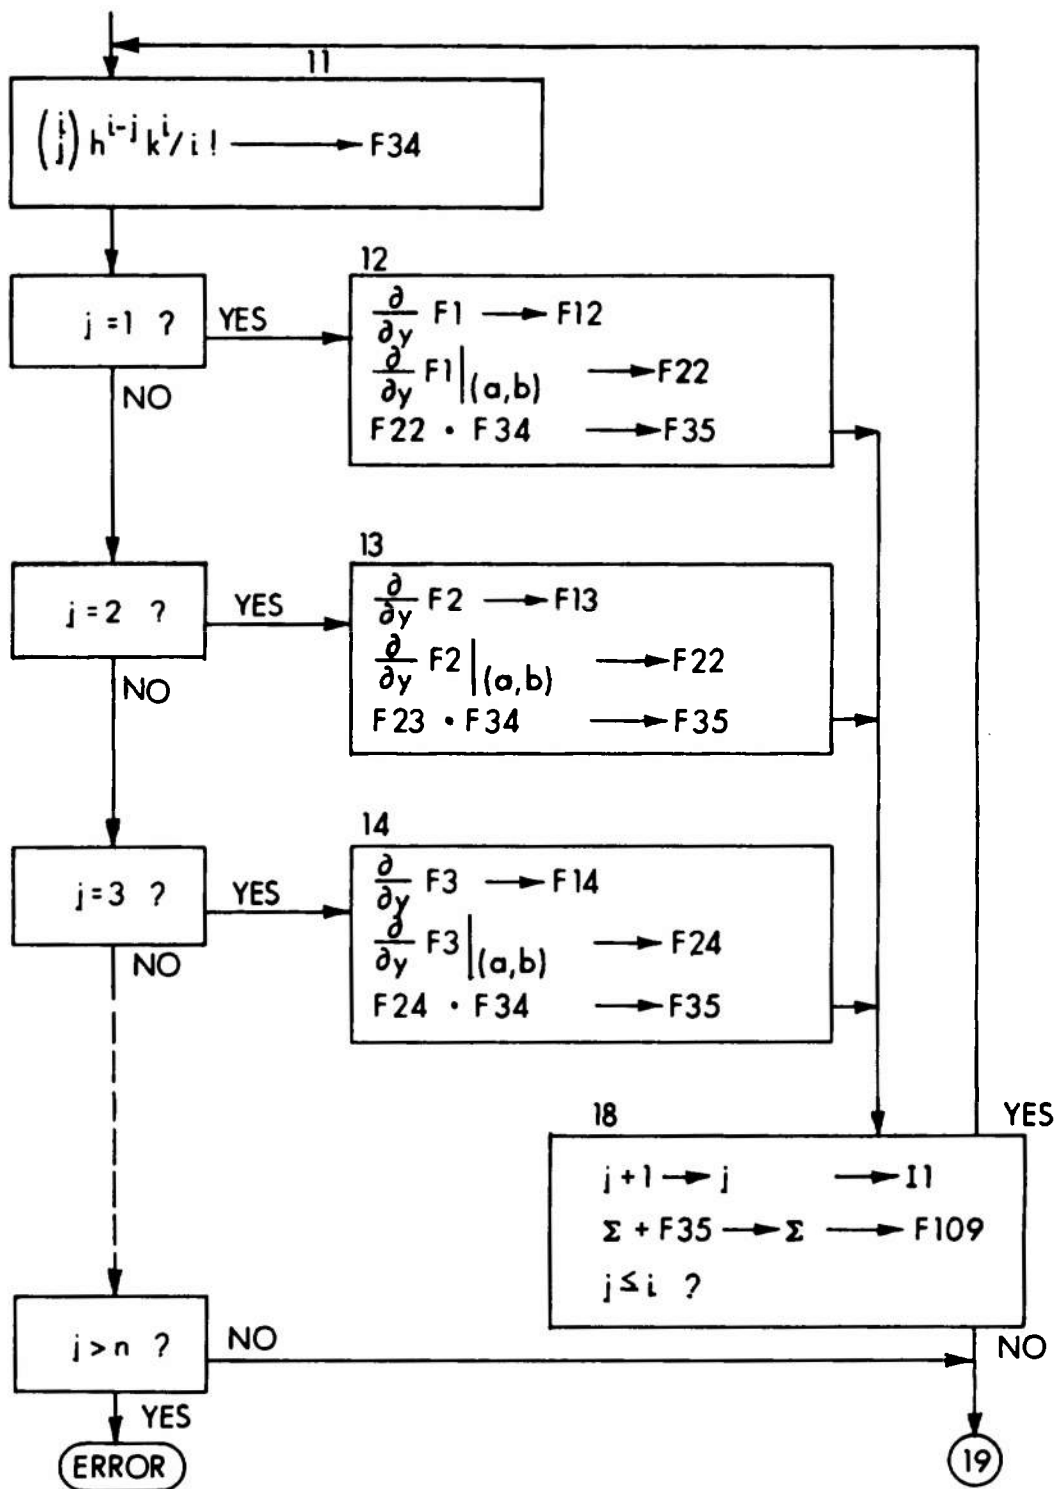 11
(i j) h^{i-j} k^i / i ! → F34
j = 1 ?
YES
NO
12
∂/∂y F1 → F12
∂/∂y F1 |(a,b) → F22
F22 · F34 → F35
j = 2 ?
YES
NO
13
∂/∂y F2 → F13
∂/∂y F2 |(a,b) → F22
F23 · F34 → F35
j = 3 ?
YES
NO
14
∂/∂y F3 → F14
∂/∂y F3 |(a,b) → F24
F24 · F34 → F35
18
YES
j + 1 → j → I1
Σ + F35 → Σ → F109
j ≤ i ?
NO
j > n ?
NO
YES
ERROR
19